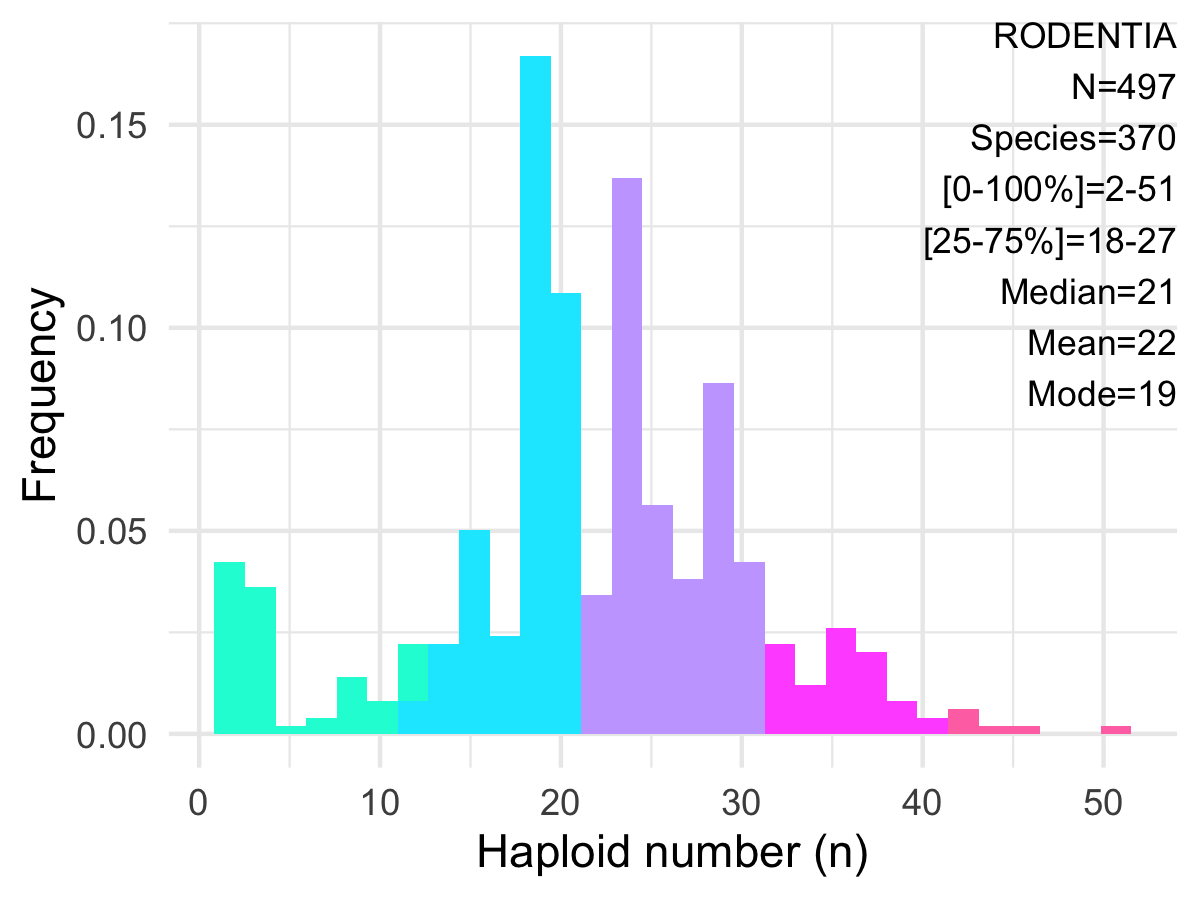 RODENTIA
N=497
Species=370
[0-100%]=2-51
[25-75%]=18-27
Median=21
Mean=22
Mode=19
Frequency
0.15
0.10
0.05
0.00
0 10 20 30 40 50
Haploid number (n)